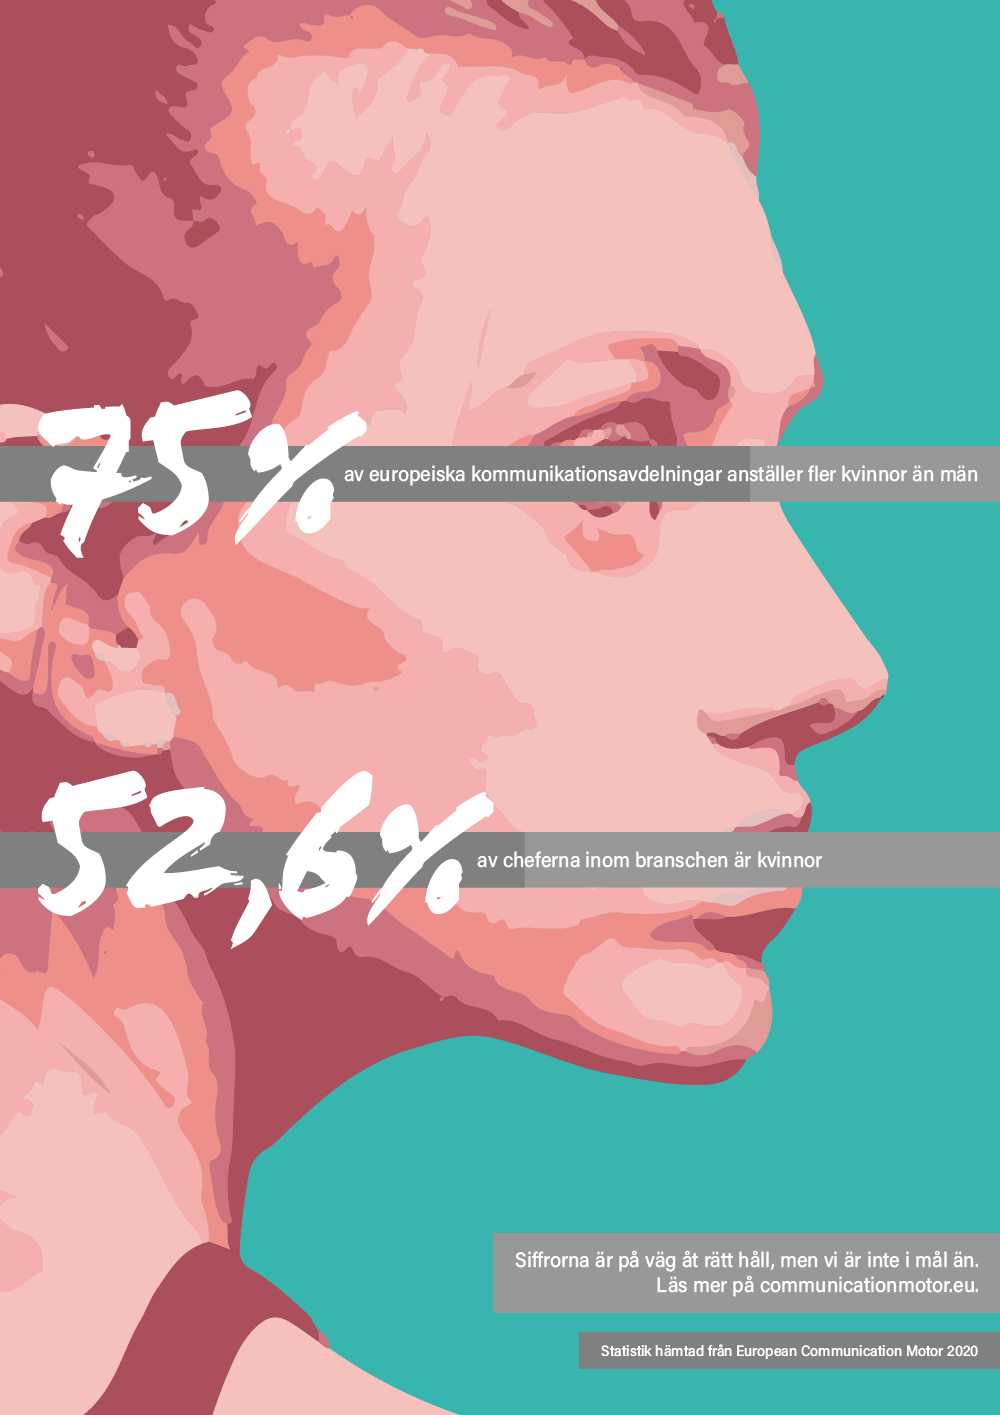 75% av europeiska kommunikationsavdelningar anställer fler kvinnor än män
52,6% av cheferna inom branschen är kvinnor
Siffrorna är på väg åt rätt håll, men vi är inte i mål än.
Läs mer på communicationmotor.eu.
Statistik hämtad från European Communication Motor 2020